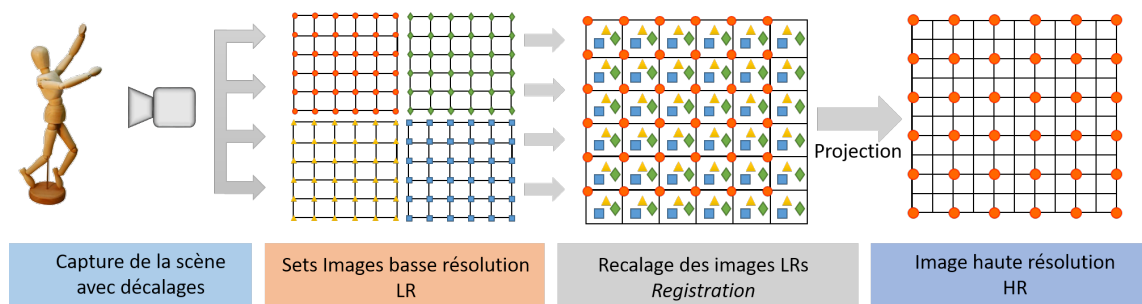 Projection
Capture de la scène
avec décalages
Sets Images basse résolution
LR
Recalage des images LRs
Registration
Image haute résolution
HR